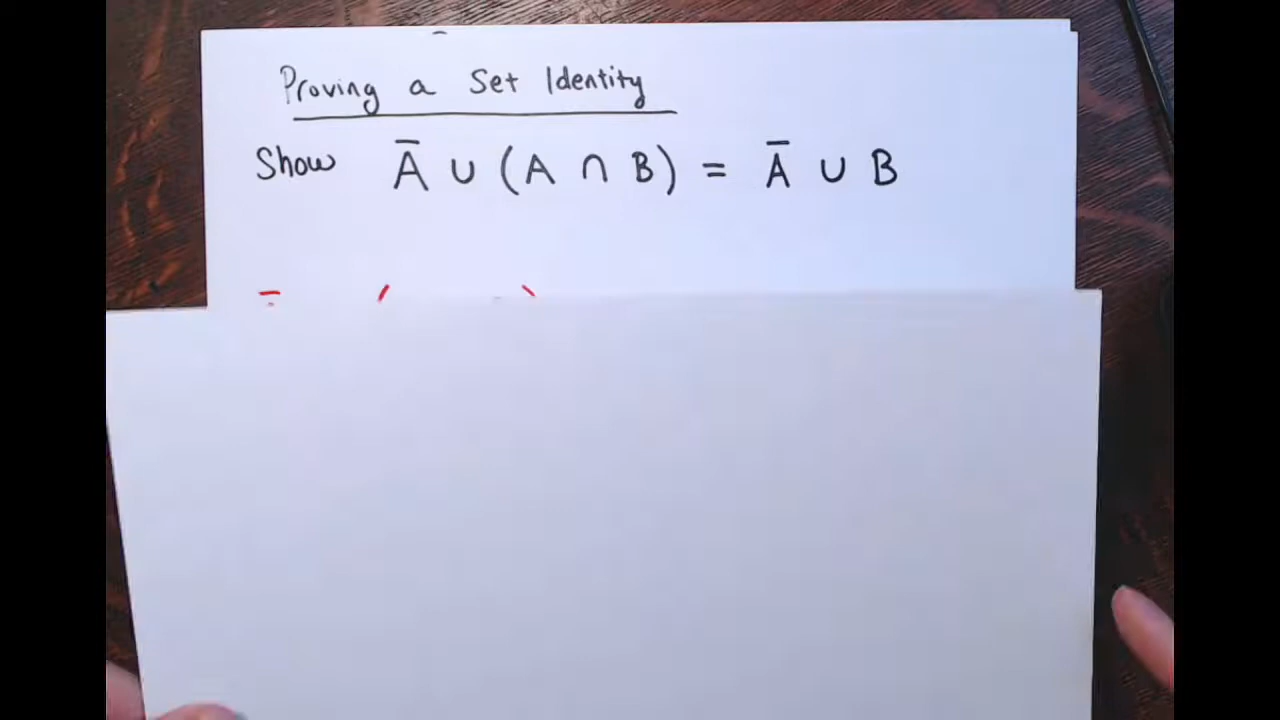 Proving a Set Identity
Show A̅ ∪ (A ∩ B) = A̅ ∪ B